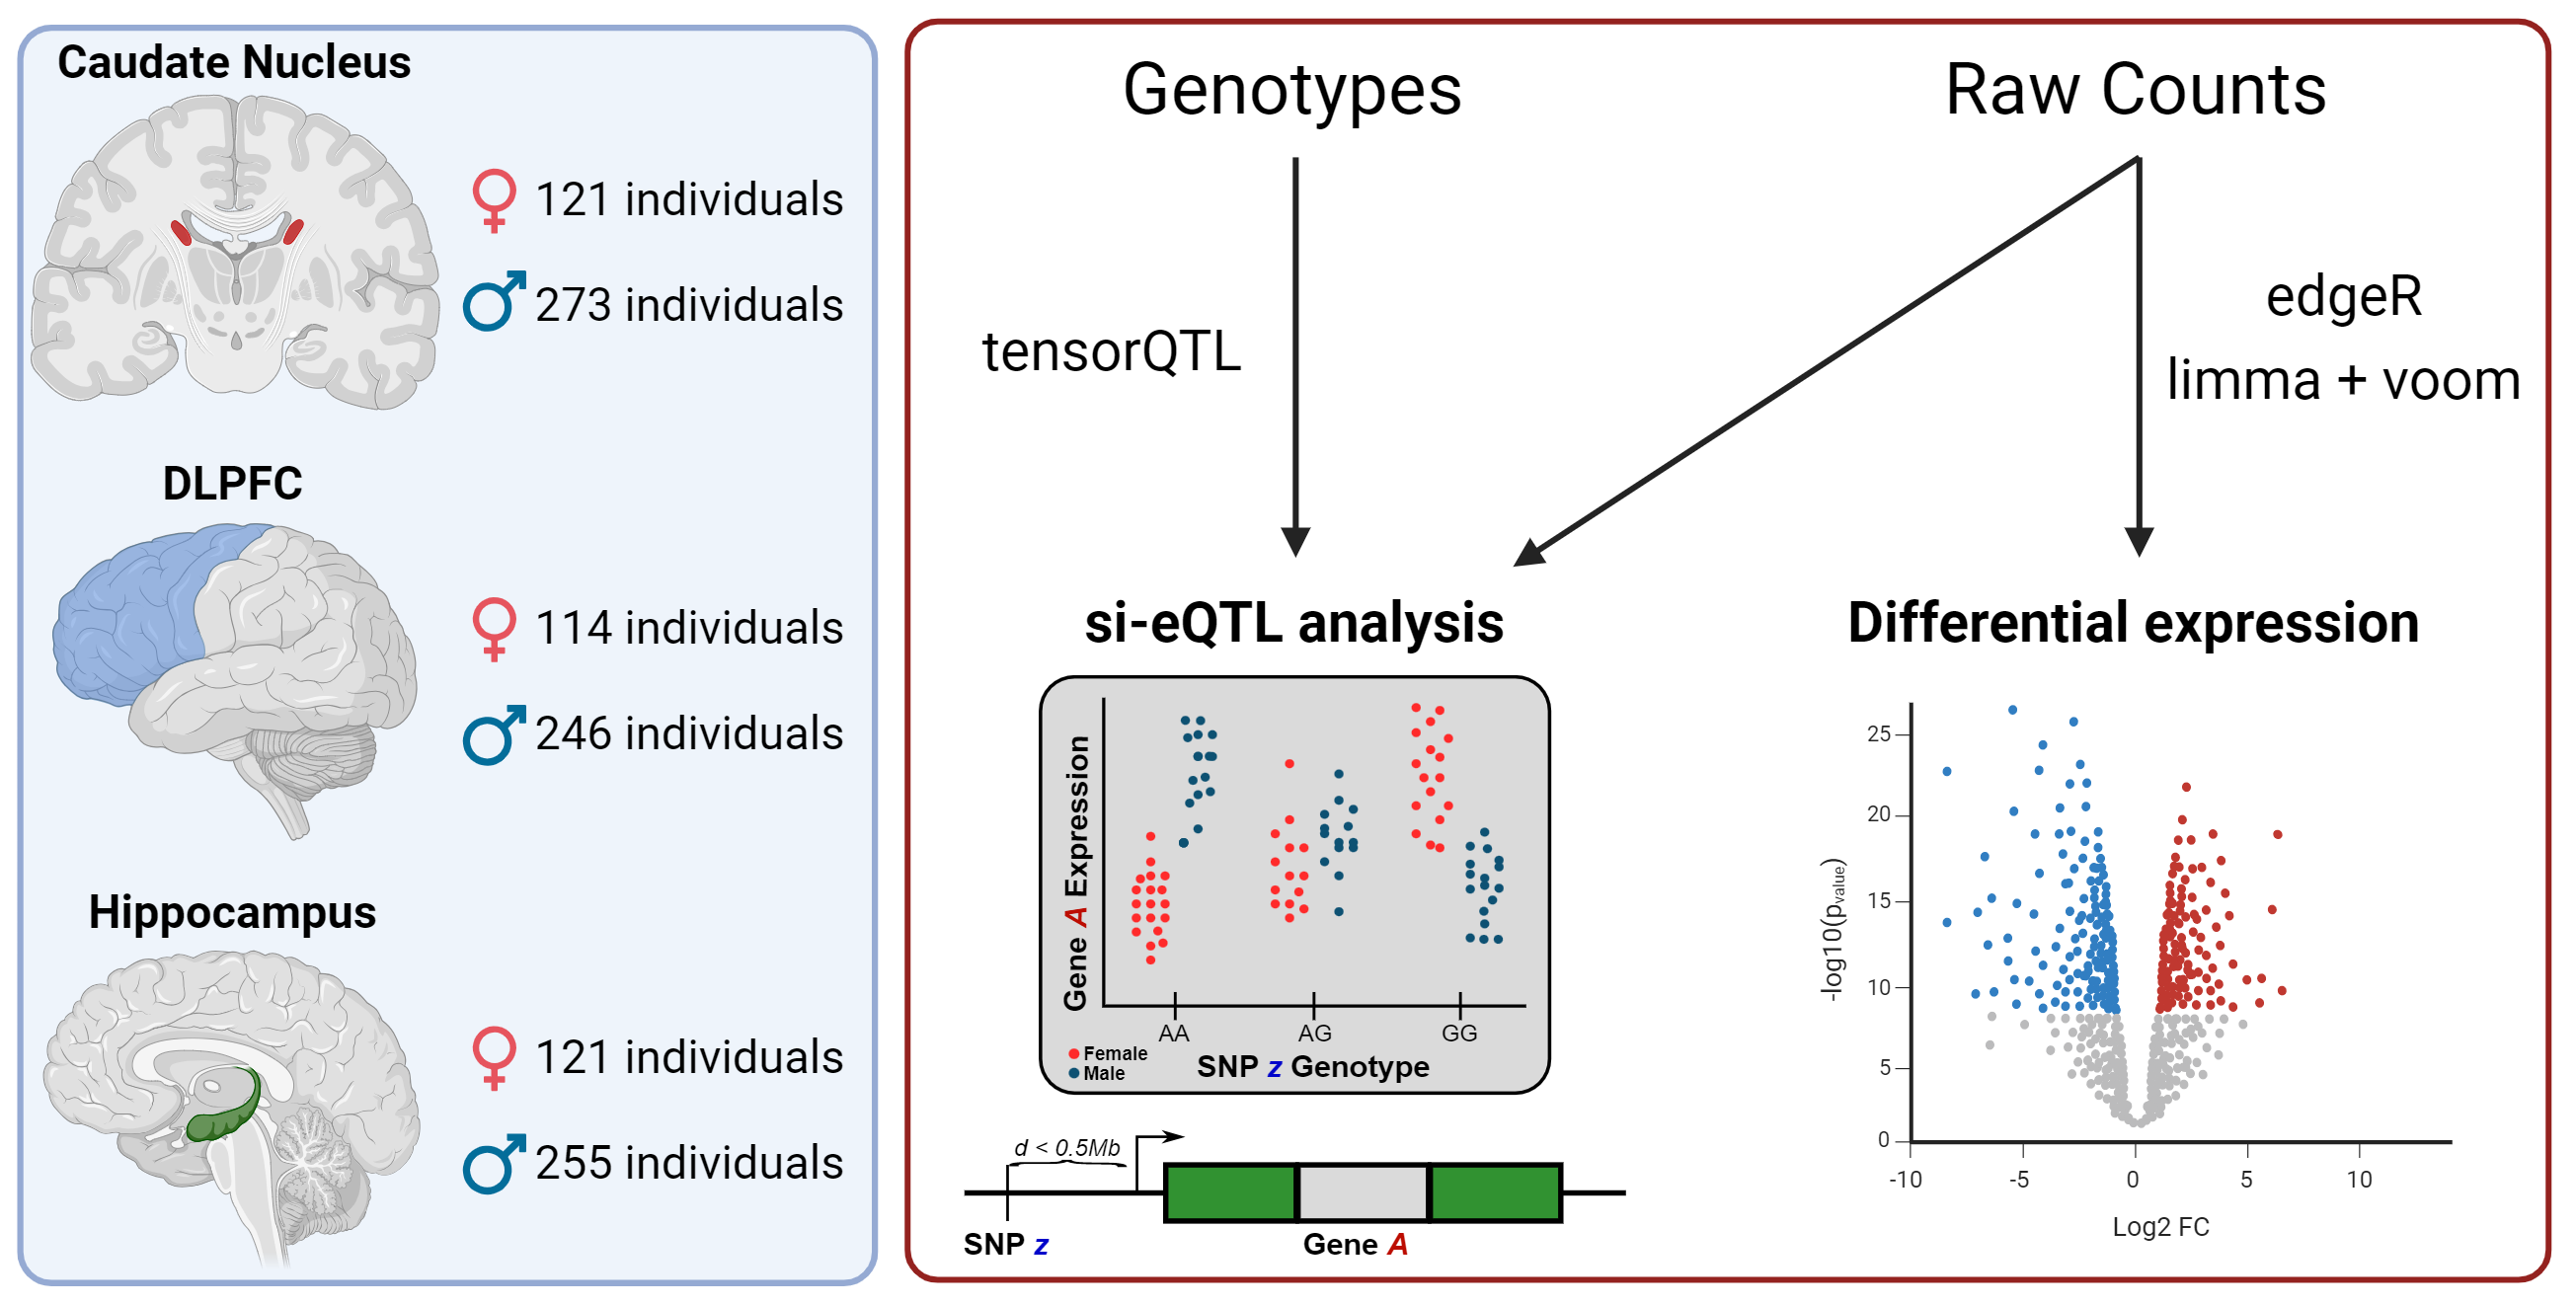 Caudate Nucleus
121 individuals
273 individuals
DLPFC
114 individuals
246 individuals
Hippocampus
121 individuals
255 individuals
Genotypes
Raw Counts
tensorQTL
edgeR
limma + voom
si-eQTL analysis
Gene A Expression
AA
AG
GG
Female
Male
SNP z Genotype
d < 0.5Mb
SNP z
Gene A
Differential expression
-log10(pvalue)
25
20
15
10
5
0
-10
-5
0
5
10
Log2 FC